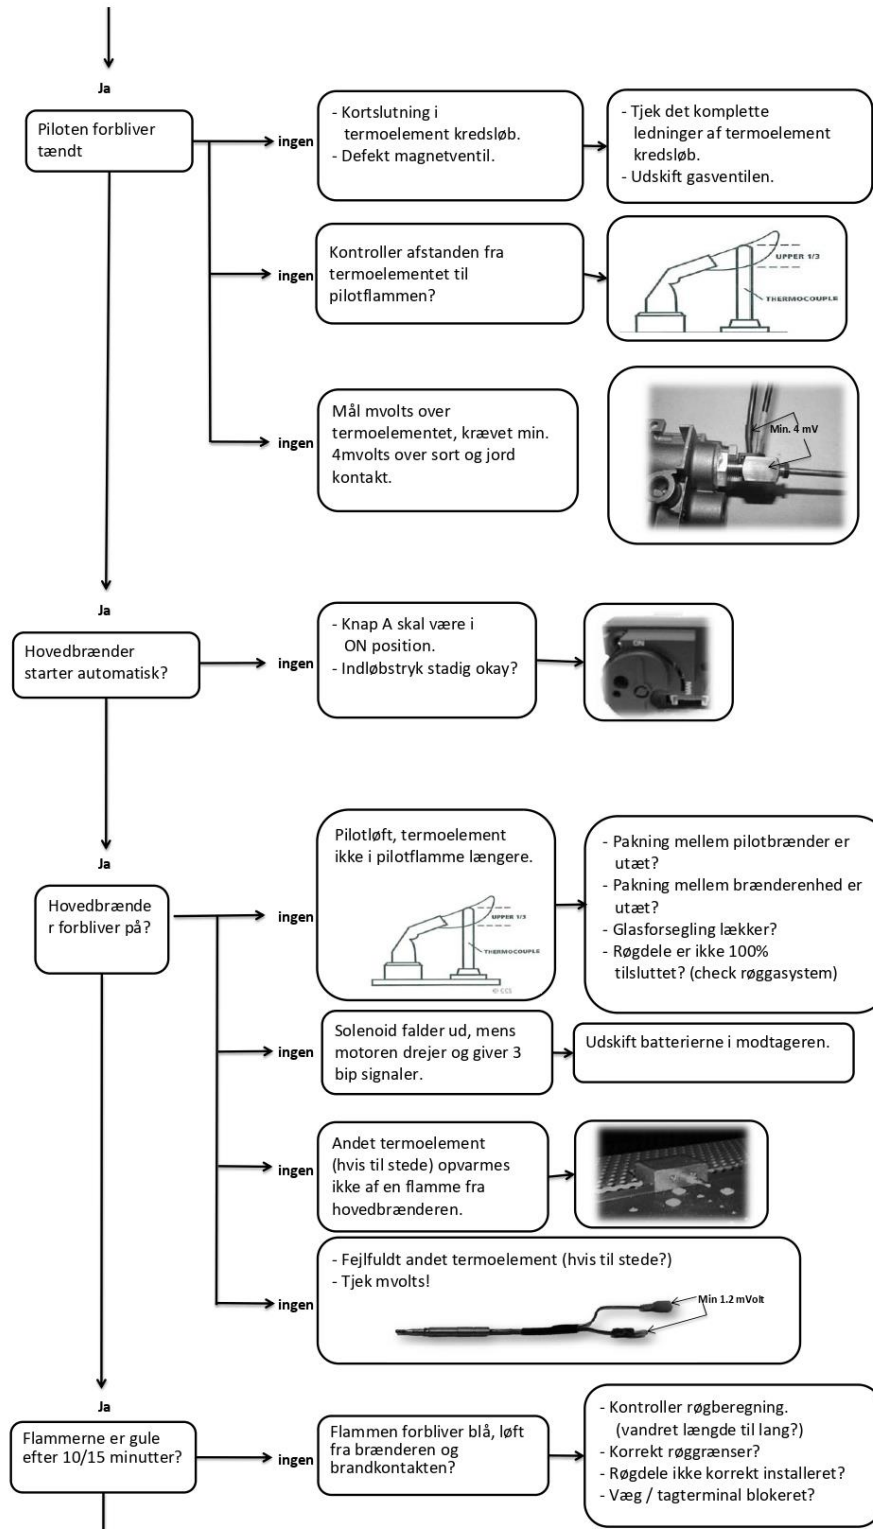 Ja
Piloten forbliver
tændt
ingen
- Kortslutning i
termoelement kredsløb.
- Defekt magnetventil.
- Tjek det komplette
ledninger af termoelement
kredsløb.
- Udskift gasventilen.
ingen
Kontroller afstanden fra
termoelementet til
pilotflammen?
UPPER 1/3
THERMOCOUPLE
ingen
Mål mvolts over
termoelementet, krævet min.
4mvolts over sort og jord
kontakt.
Min. 4 mV
Ja
Hovedbrænder
starter automatisk?
ingen
- Knap A skal være i
ON position.
- Indløbstryk stadig okay?
ON
Ja
Hovedbrænde
r forbliver på?
ingen
Pilotløft, termoelement
ikke i pilotflamme længere.
UPPER 1/3
THERMOCOUPLE
© CCS
- Pakning mellem pilotbrænder er
utæt?
- Pakning mellem brænderenhed er
utæt?
- Glasforsegling lækker?
- Røgdele er ikke 100%
tilsluttet? (check røggasystem)
ingen
Solenoid falder ud, mens
motoren drejer og giver 3
bip signaler.
Udskift batterierne i modtageren.
ingen
Andet termoelement
(hvis til stede) opvarmes
ikke af en flamme fra
hovedbrænderen.
ingen
- Fejlfuldt andet termoelement (hvis til stede?)
- Tjek mvolts!
Min 1.2 mVolt
Ja
Flammerne er gule
efter 10/15 minutter?
ingen
Flammen forbliver blå, løft
fra brænderen og
brandkontakten?
- Kontroller røgberegning.
(vandret længde til lang?)
- Korrekt røggrænser?
- Røgdele ikke korrekt installeret?
- Væg / tagterminal blokeret?